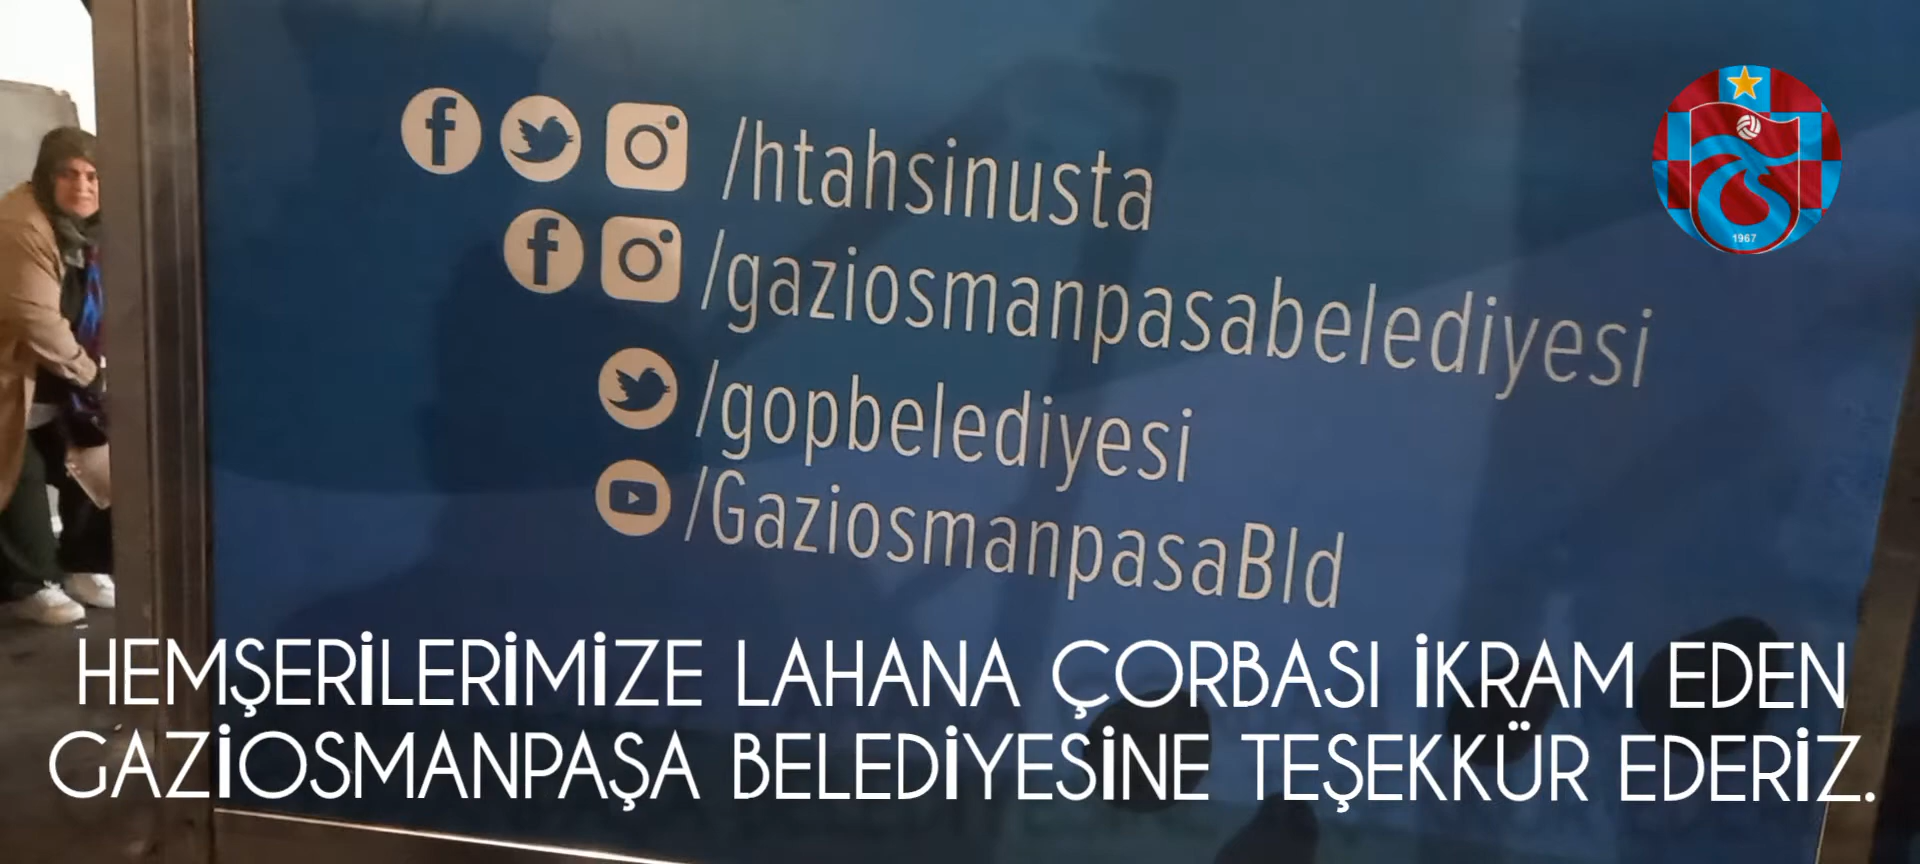 /htahsinusta
/gaziosmanpasabelediyesi
/gopbelediyesi
/GaziosmanpasaBld
1967
HEMŞERİLERİMİZE LAHANA ÇORBASI İKRAM EDEN
GAZİOSMANPAŞA BELEDİYESİNE TEŞEKKÜR EDERİZ.